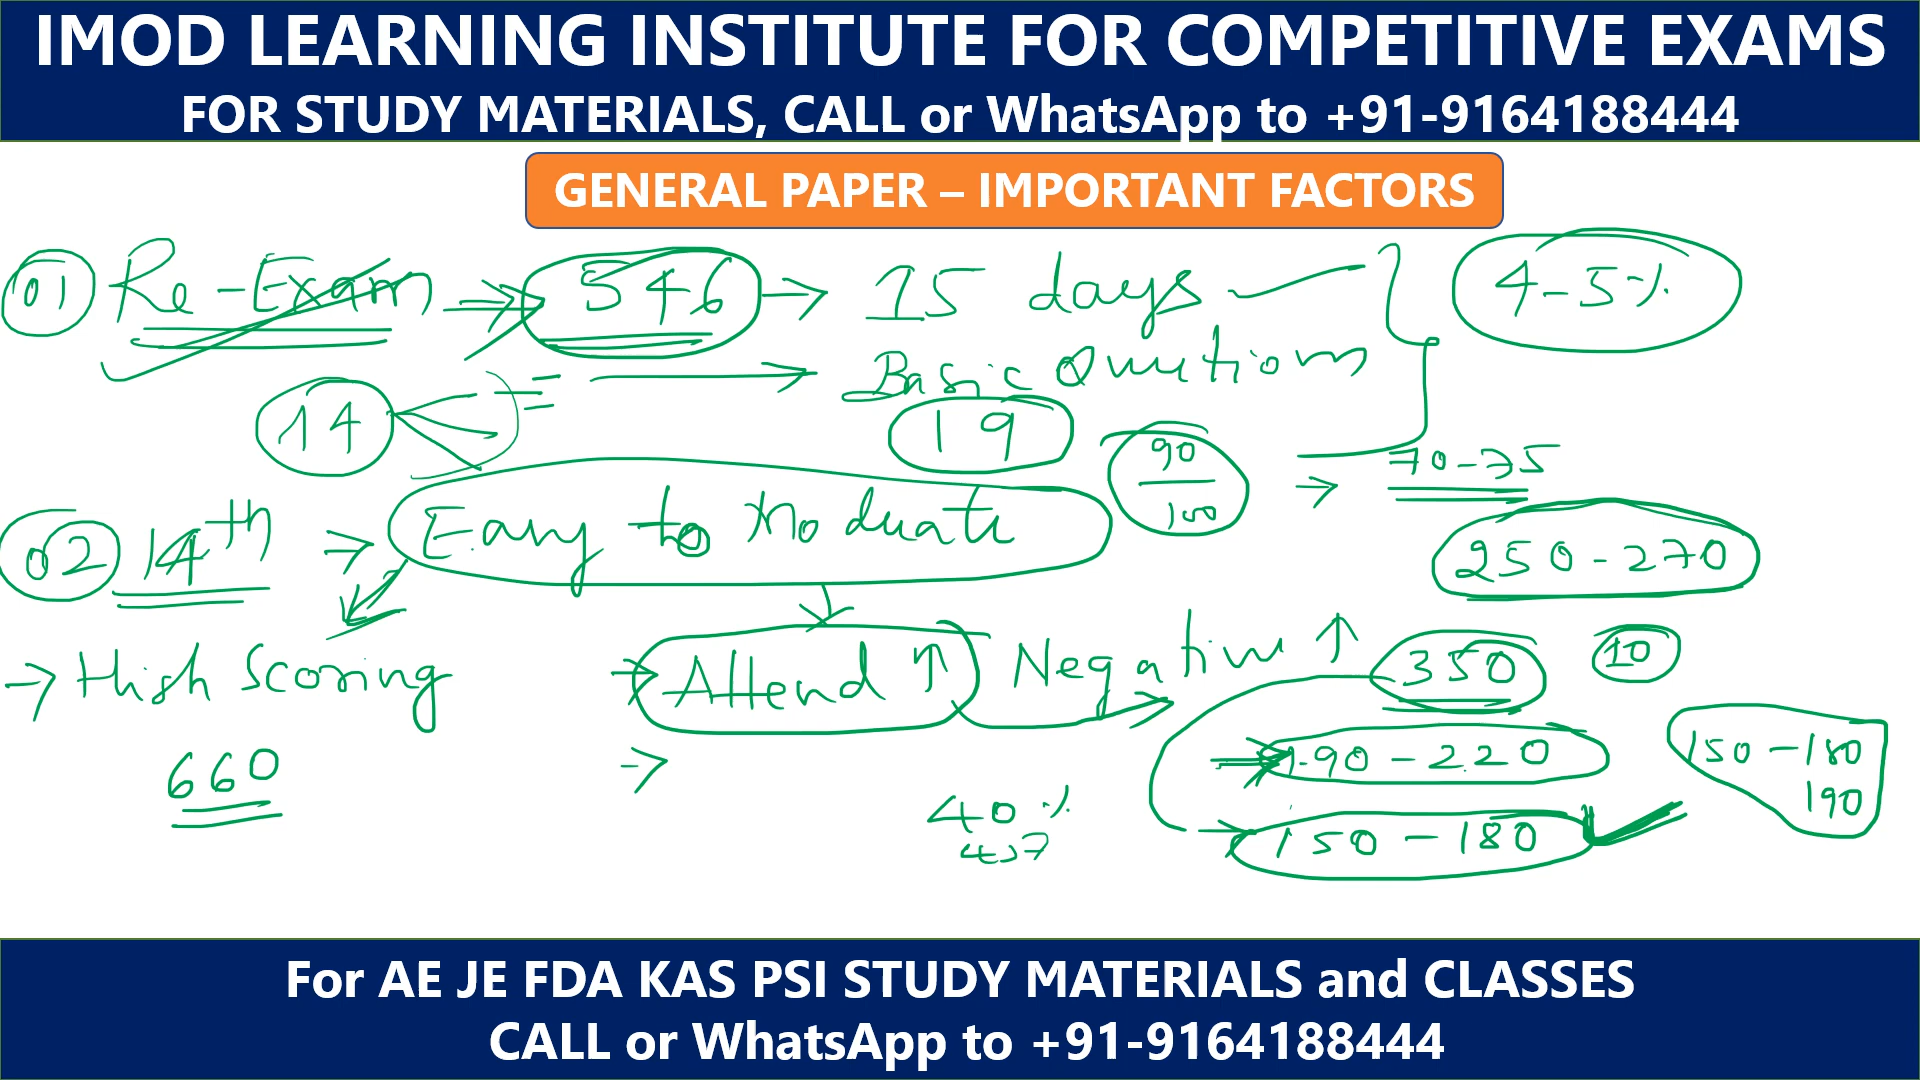 IMOD LEARNING INSTITUTE FOR COMPETITIVE EXAMS
FOR STUDY MATERIALS, CALL or WhatsApp to +91-9164188444
GENERAL PAPER – IMPORTANT FACTORS
01 Re-Exam 546 15 days 4-5%
Basic Questions
14 19 90/100 70-75
02 14th Easy to Moderate 250-270
High Scoring Attend ↑ Negative ↑ 350 10
660 190-220 150-180
190
40% 150-180
For AE JE FDA KAS PSI STUDY MATERIALS and CLASSES
CALL or WhatsApp to +91-9164188444